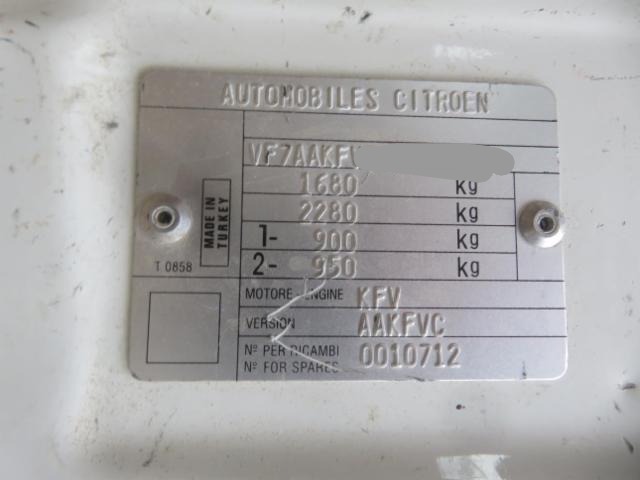 AUTOMOBILES CITROEN
VF7AAKFV
1680 kg
2280 kg
1- 900 kg
2- 950 kg
MADE IN
TURKEY
T 0858
MOTORE - ENGINE KFV
VERSION AAKFVC
Nº PER RICAMBI
Nº FOR SPARES 0010712